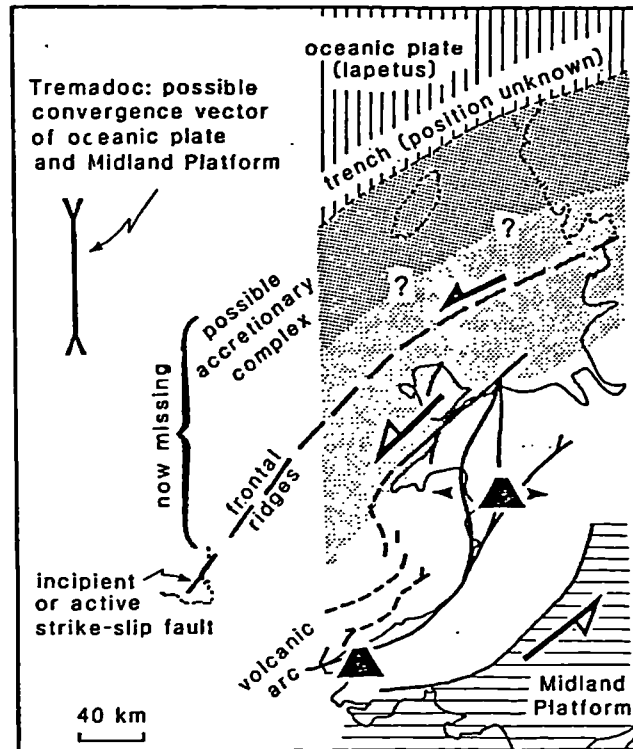 oceanic plate
(Iapetus)
Tremadoc: possible
convergence vector
of oceanic plate
and Midland Platform
trench (position unknown)
?
?
possible
accretionary
complex
now missing
frontal
ridges
incipient
or active
strike-slip fault
volcanic
arc
?
Midland
Platform
40 km